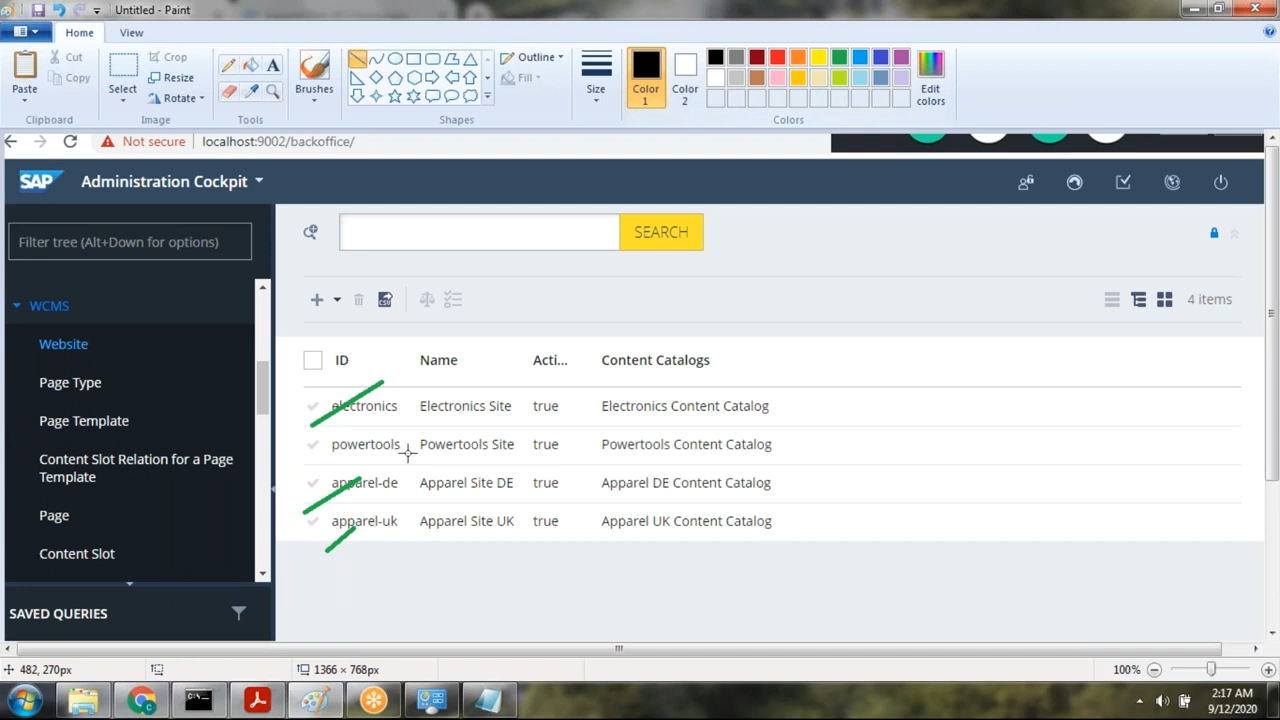 Untitled - Paint
Home View
Paste
Cut
Copy
Clipboard
Select
Crop
Resize
Rotate
Image
A
Tools
Brushes
Outline
Fill
Shapes
Size
Color 1
Color 2
Edit colors
Colors
Not secure localhost:9002/backoffice/
SAP Administration Cockpit
Filter tree (Alt+Down for options)
SEARCH
WCMS
Website
Page Type
Page Template
Content Slot Relation for a Page
Template
Page
Content Slot
SAVED QUERIES
CSV
4 items
ID Name Acti... Content Catalogs
electronics Electronics Site true Electronics Content Catalog
powertools Powertools Site true Powertools Content Catalog
apparel-de Apparel Site DE true Apparel DE Content Catalog
apparel-uk Apparel Site UK true Apparel UK Content Catalog
482, 270px
1366 × 768px
100%
C:\.
2:17 AM
9/12/2020